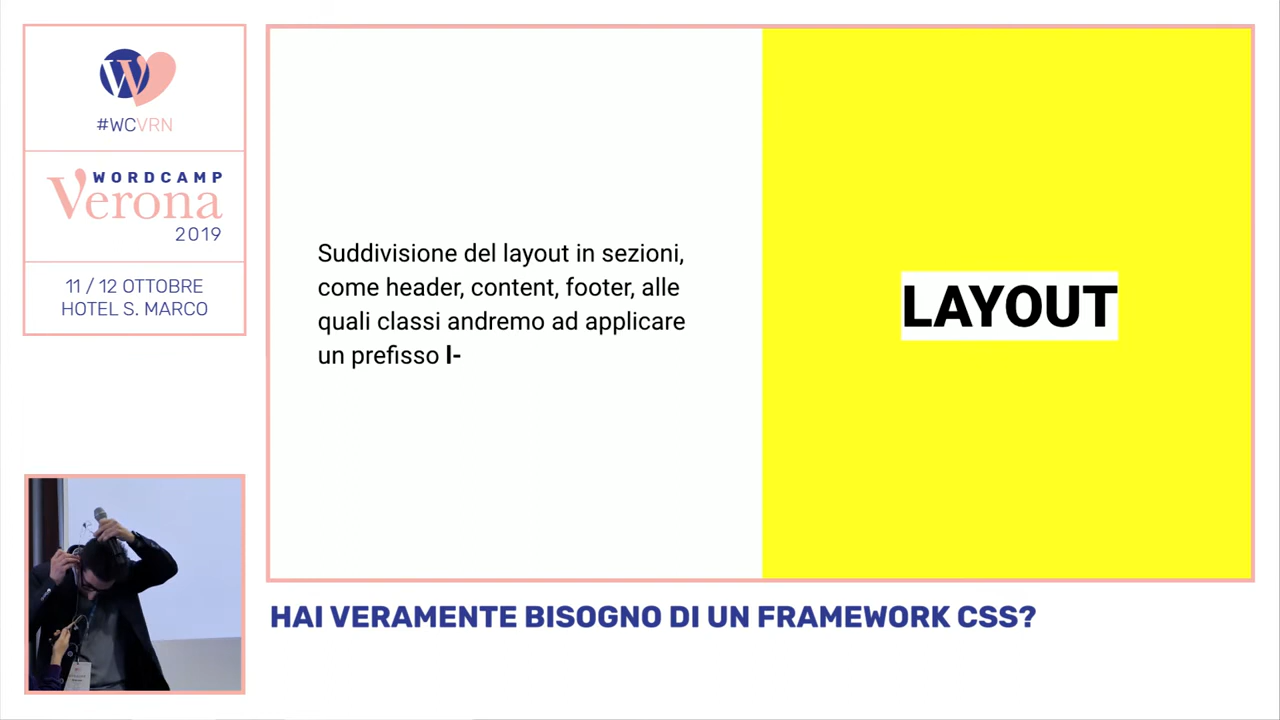 #WCVRN
WORDCAMP
Verona
2019
11 / 12 OTTOBRE
HOTEL S. MARCO
Suddivisione del layout in sezioni,
come header, content, footer, alle
quali classi andremo ad applicare
un prefisso l-
LAYOUT
HAI VERAMENTE BISOGNO DI UN FRAMEWORK CSS?